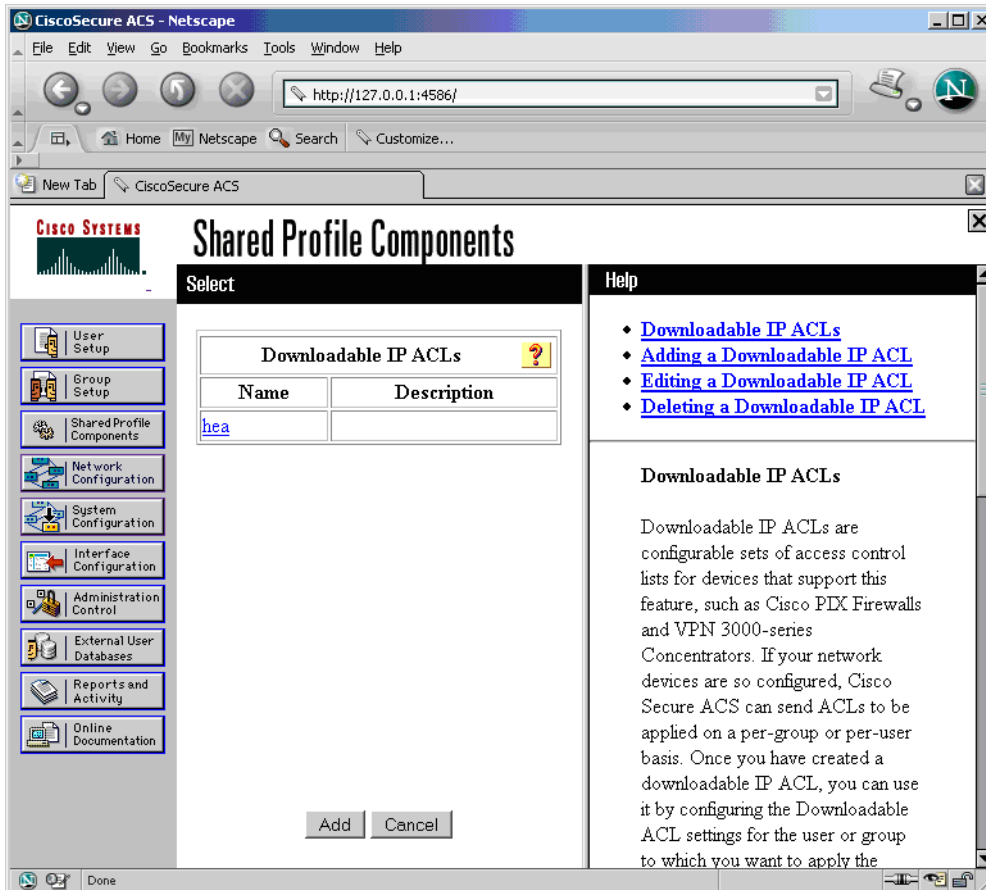 CiscoSecure ACS - Netscape
File Edit View Go Bookmarks Tools Window Help
http://127.0.0.1:4586/
N
Home My Netscape Search Customize...
New Tab CiscoSecure ACS
CISCO SYSTEMS
Shared Profile Components
Select
Help
User
Setup
Group
Setup
Shared Profile
Components
Network
Configuration
System
Configuration
Interface
Configuration
Administration
Control
External User
Databases
Reports and
Activity
Online
Documentation
Downloadable IP ACLs ?
Name Description
hea
Add Cancel
• Downloadable IP ACLs
• Adding a Downloadable IP ACL
• Editing a Downloadable IP ACL
• Deleting a Downloadable IP ACL
Downloadable IP ACLs
Downloadable IP ACLs are
configurable sets of access control
lists for devices that support this
feature, such as Cisco PIX Firewalls
and VPN 3000-series
Concentrators. If your network
devices are so configured, Cisco
Secure ACS can send ACLs to be
applied on a per-group or per-user
basis. Once you have created a
downloadable IP ACL, you can use
it by configuring the Downloadable
ACL settings for the user or group
to which you want to apply the
Done